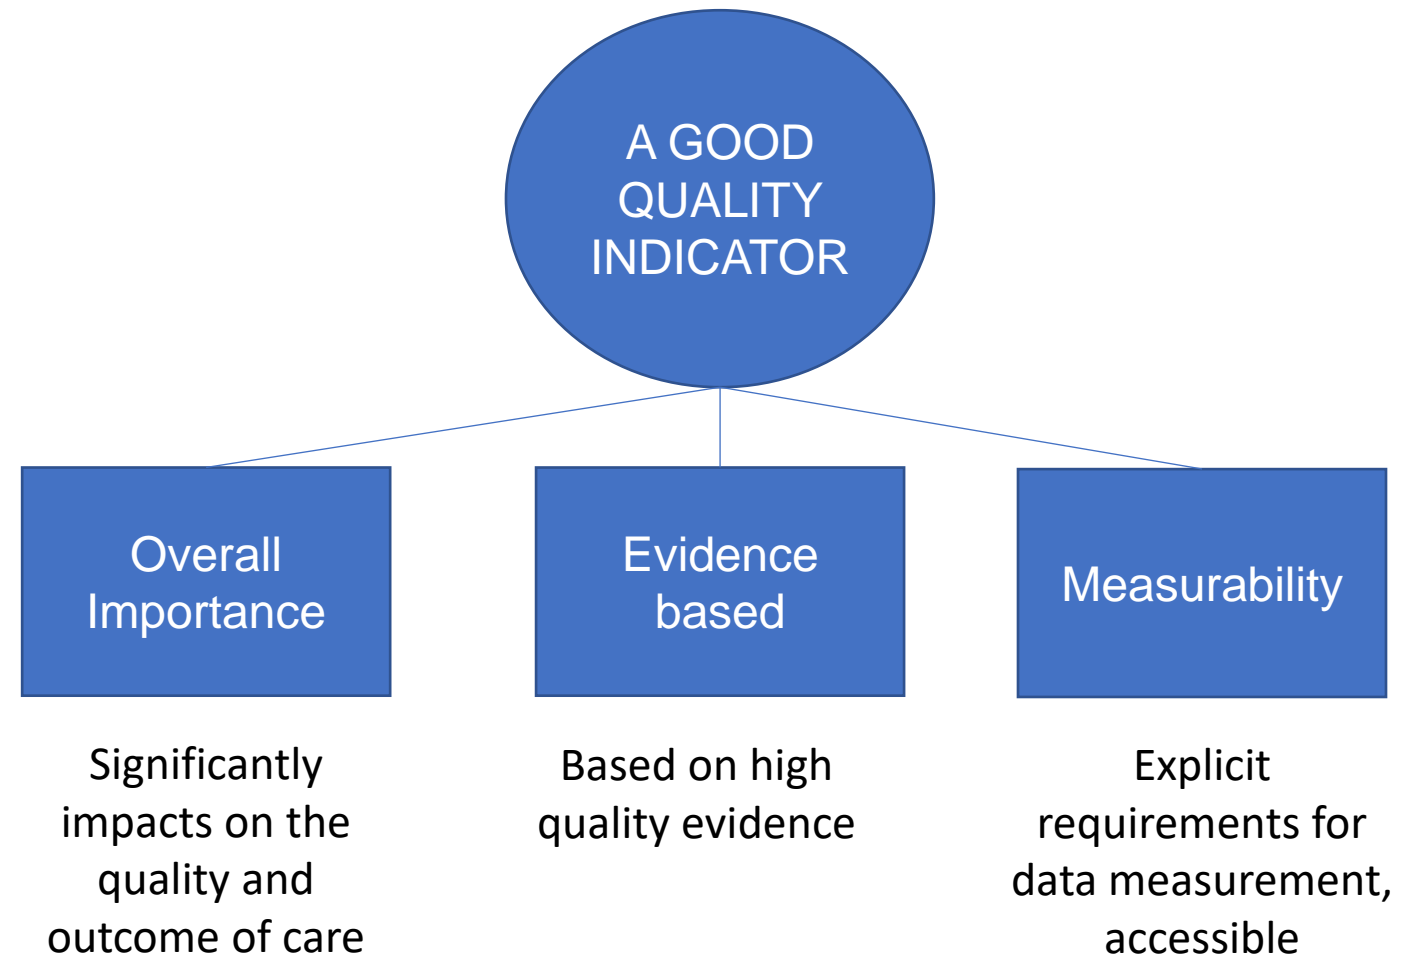 A GOOD
QUALITY
INDICATOR
Overall
Importance
Evidence
based
Measurability
Significantly
impacts on the
quality and
outcome of care
Based on high
quality evidence
Explicit
requirements for
data measurement,
accessible